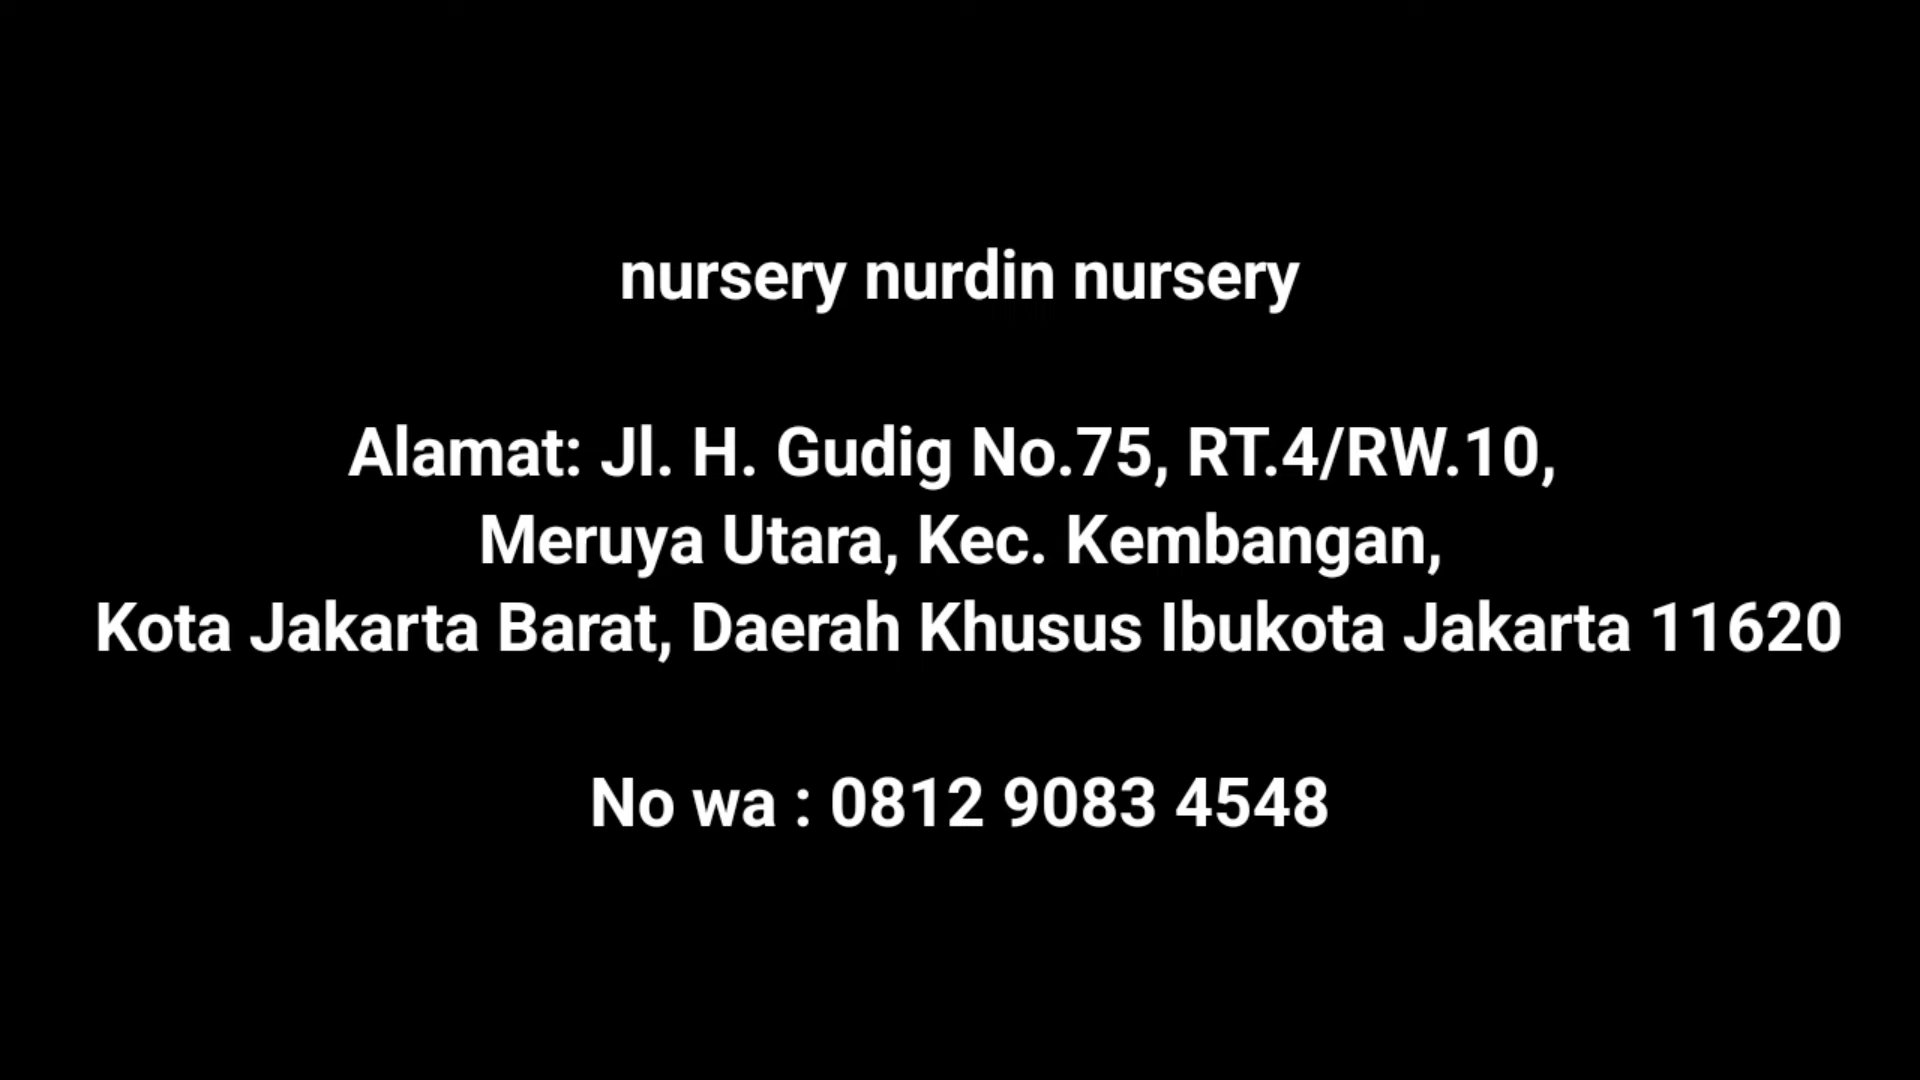 nursery nurdin nursery
Alamat: Jl. H. Gudig No.75, RT.4/RW.10,
Meruya Utara, Kec. Kembangan,
Kota Jakarta Barat, Daerah Khusus Ibukota Jakarta 11620
No wa : 0812 9083 4548